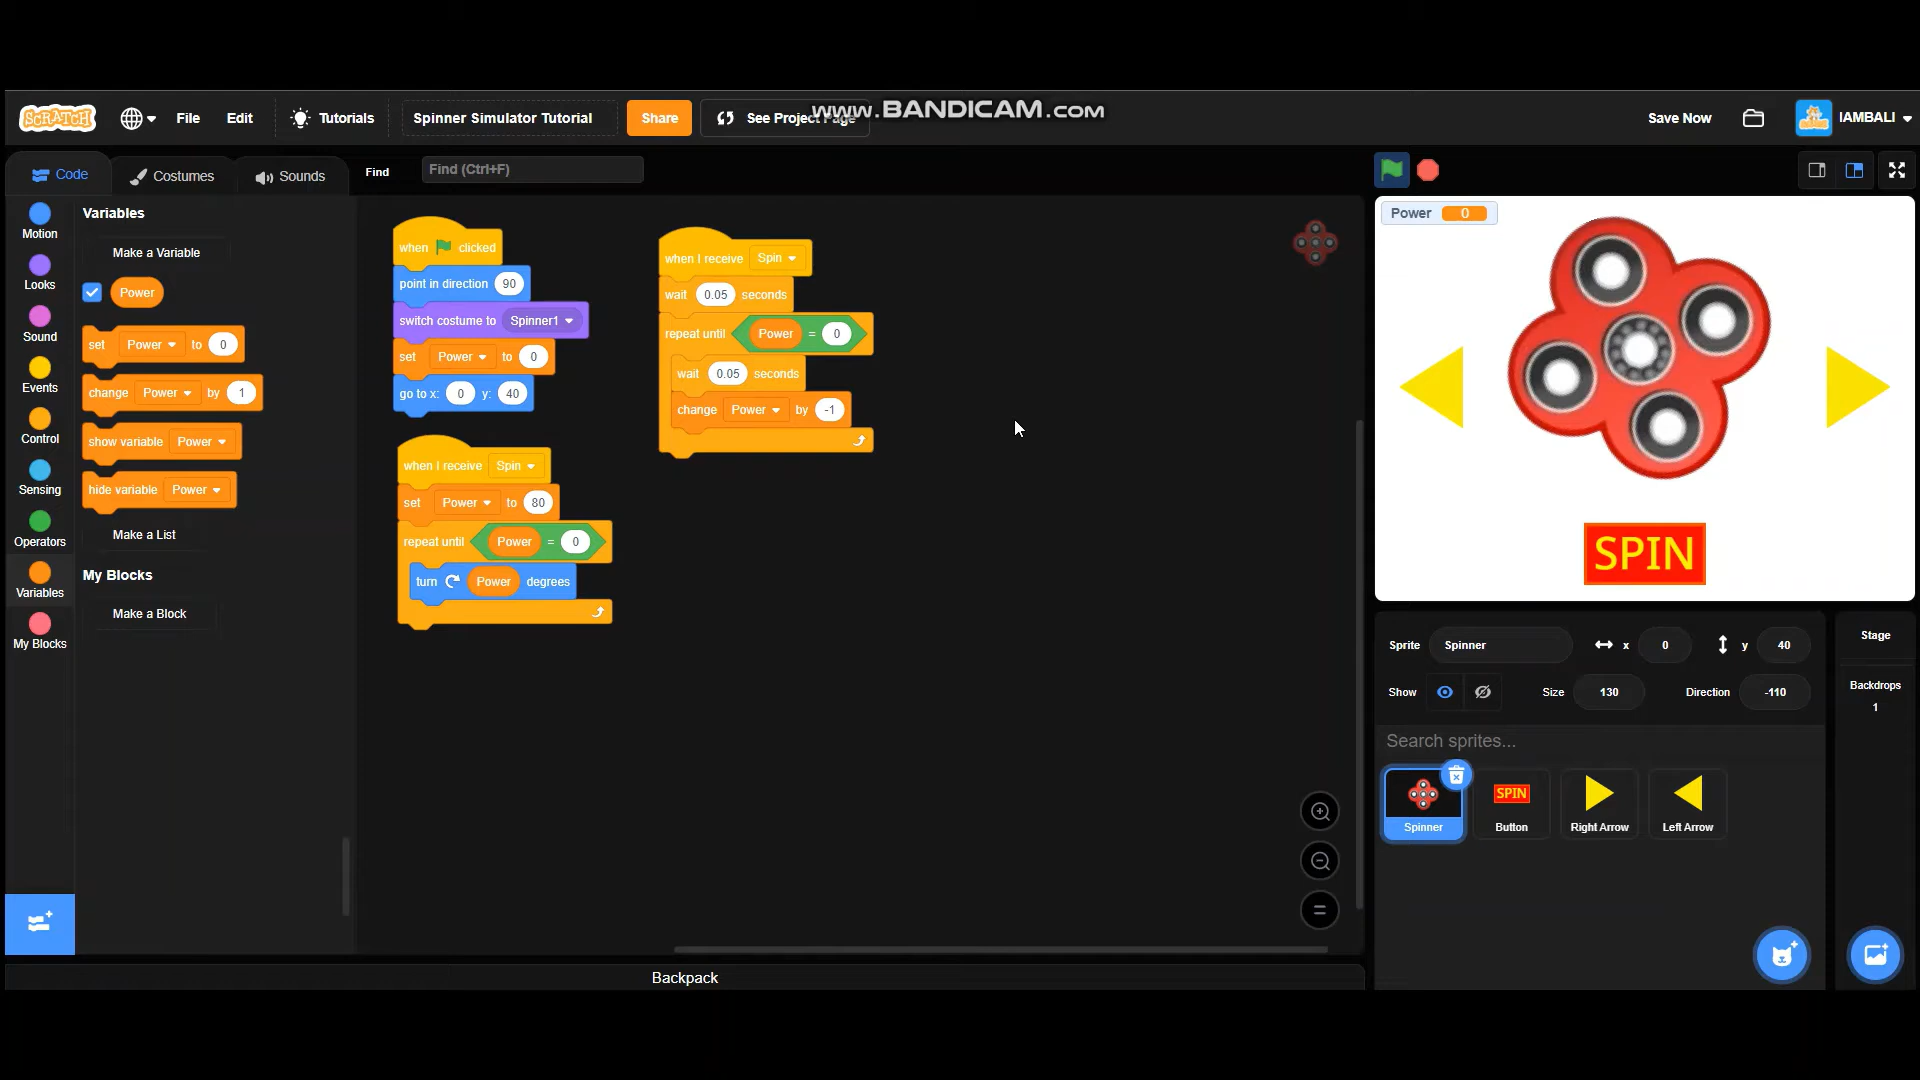 www.BANDICAM.com
SCRATCH File Edit Tutorials Spinner Simulator Tutorial Share See Project Page Save Now IAMBALI
Code Costumes Sounds Find Find (Ctrl+F)
Motion
Looks
Sound
Events
Control
Sensing
Operators
Variables
My Blocks
Variables
Make a Variable
Power
set Power to 0
change Power by 1
show variable Power
hide variable Power
Make a List
My Blocks
Make a Block
when clicked
point in direction 90
switch costume to Spinner1
set Power to 0
go to x: 0 y: 40
when I receive Spin
set Power to 80
repeat until Power = 0
turn Power degrees
when I receive Spin
wait 0.05 seconds
repeat until Power = 0
wait 0.05 seconds
change Power by -1
Backpack
Power 0
SPIN
Sprite Spinner x 0 y 40
Show Size 130 Direction -110
Search sprites...
Spinner
SPIN
Button
Right Arrow
Left Arrow
Stage
Backdrops
1